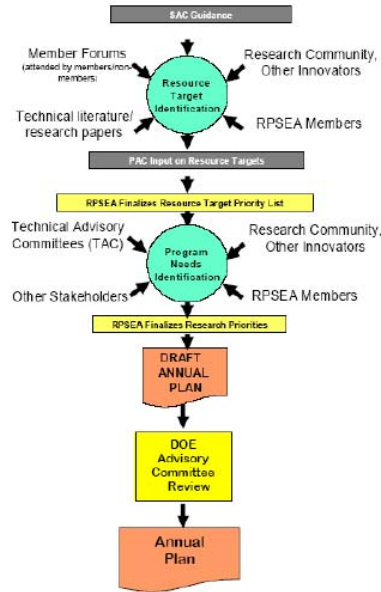 SAC Guidance
Member Forums
(attended by members/non-
members)
Research Community,
Other Innovators
Resource
Target
Identification
Technical literature/
research papers
RPSEA Members
PAC Input on Resource Targets
RPSEA Finalizes Resource Target Priority List
Technical Advisory
Committees (TAC)
Research Community,
Other Innovators
Program
Needs
Identification
Other Stakeholders
RPSEA Members
RPSEA Finalizes Research Priorities
DRAFT
ANNUAL
PLAN
DOE
Advisory
Committee
Review
Annual
Plan